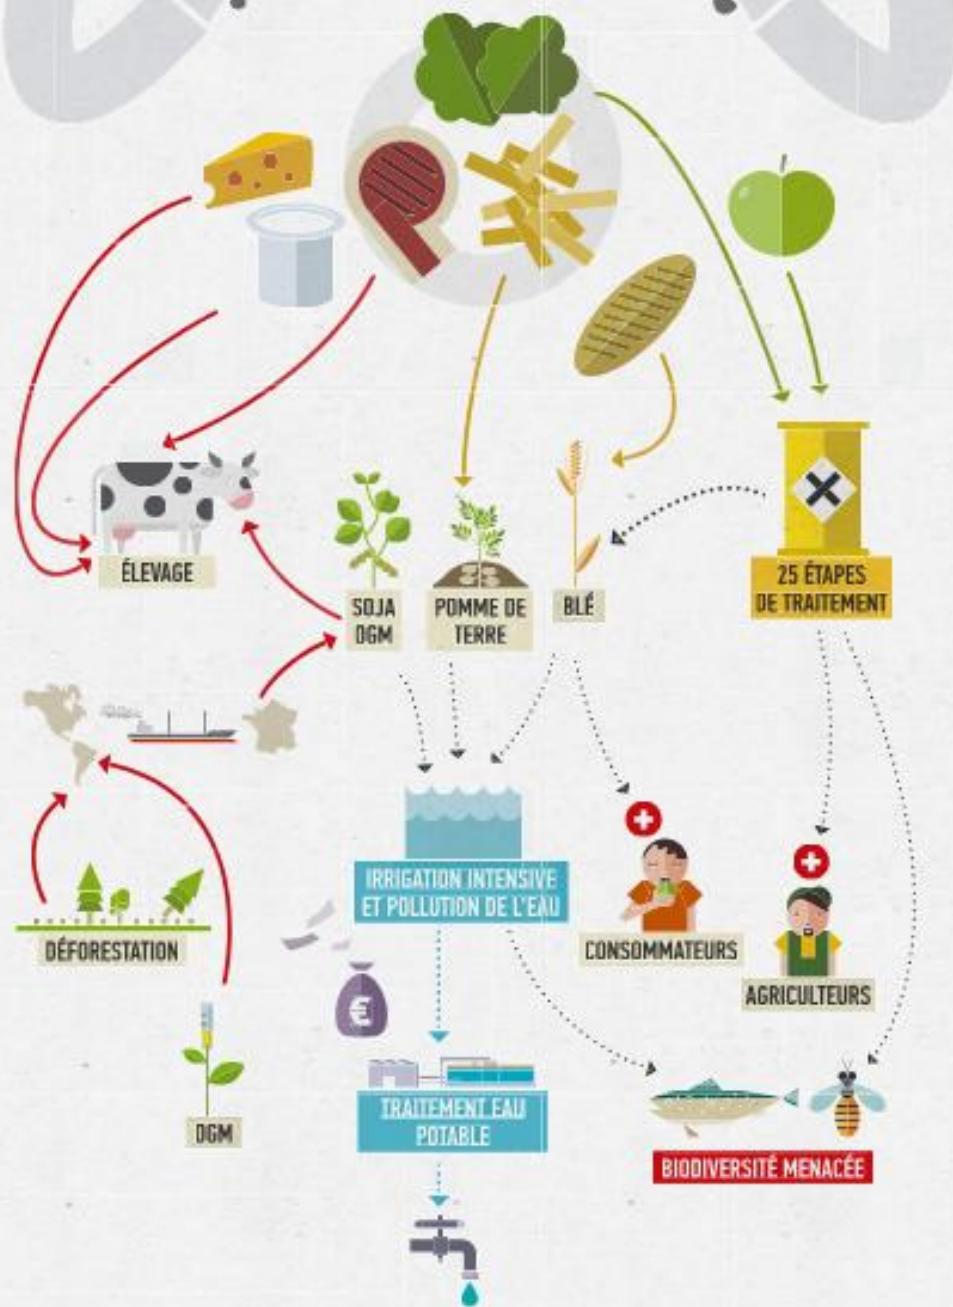 ÉLEVAGE
SOJA
OGM
POMME DE
TERRE
BLÉ
25 ÉTAPES
DE TRAITEMENT
IRRIGATION INTENSIVE
ET POLLUTION DE L'EAU
CONSOMMATEURS
AGRICULTEURS
DÉFORESTATION
€
OGM
TRAITEMENT EAU
POTABLE
BIODIVERSITÉ MENACÉE